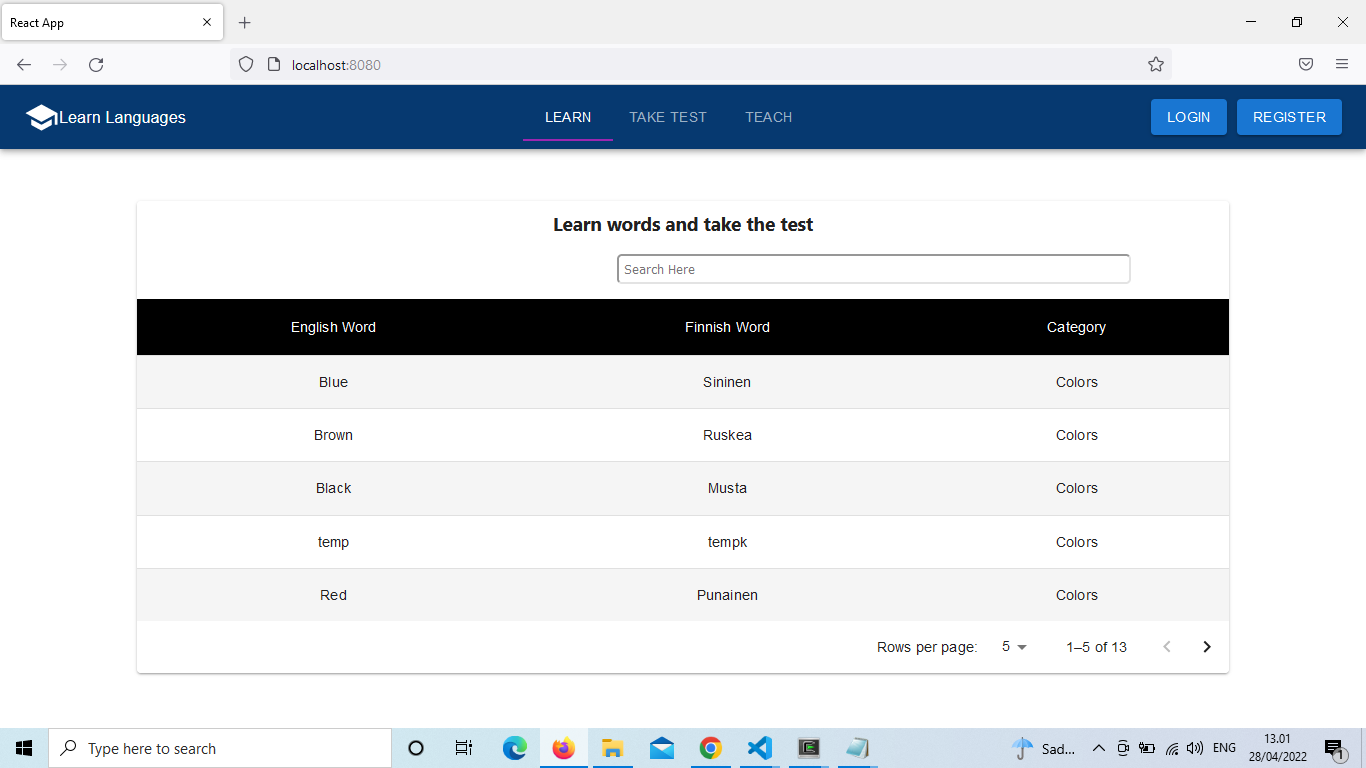 React App
localhost:8080
Learn Languages LEARN TAKE TEST TEACH LOGIN REGISTER
Learn words and take the test
Search Here
English Word Finnish Word Category
Blue Sininen Colors
Brown Ruskea Colors
Black Musta Colors
temp tempk Colors
Red Punainen Colors
Rows per page: 5 1–5 of 13
Type here to search Sad... ENG 13.01
28/04/2022 1